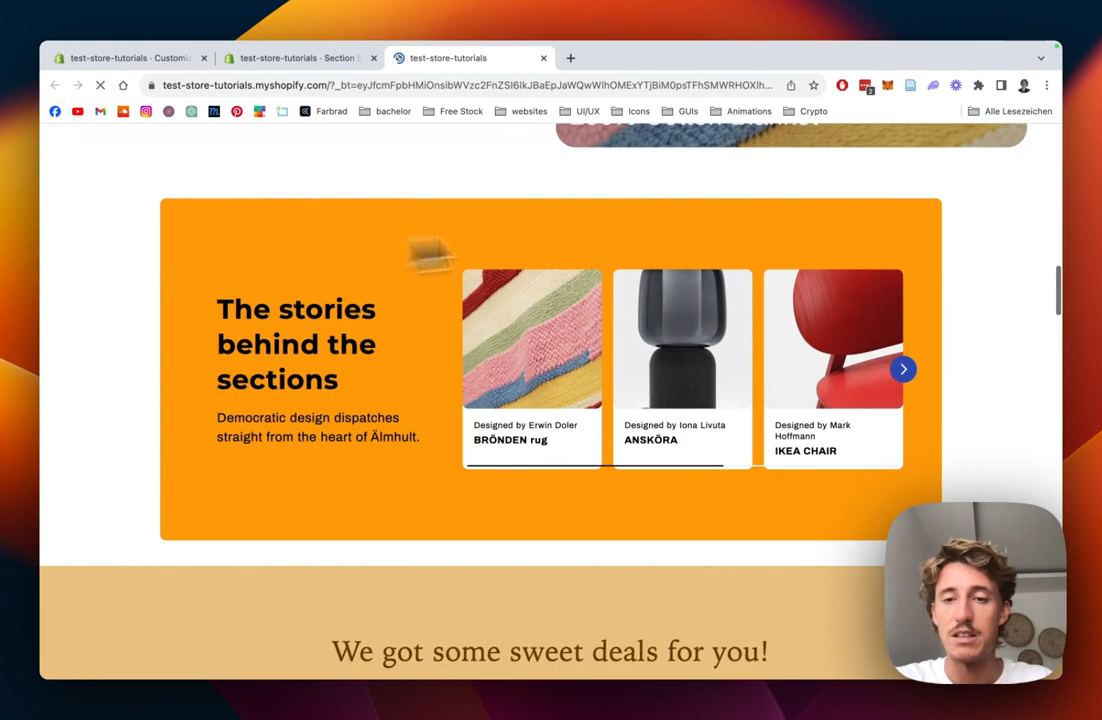 test-store-tutorials · Customiz
test-store-tutorials · Section S
test-store-tutorials
test-store-tutorials.myshopify.com/?_bt=eyJfcmFpbHMiOnsibWVzc2FnZSI6IkJBaEpJaWQwWlhOMExYTjBiM0psTFhSMWRHOXlh...
2
Farbrad
bachelor
Free Stock
websites
UI/UX
Icons
GUIs
Animations
Crypto
Alle Lesezeichen
The stories
behind the
sections
Democratic design dispatches
straight from the heart of Älmhult.
Designed by Erwin Doler
BRÖNDEN rug
Designed by Iona Livuta
ANSKÖRA
Designed by Mark
Hoffmann
IKEA CHAIR
We got some sweet deals for you!